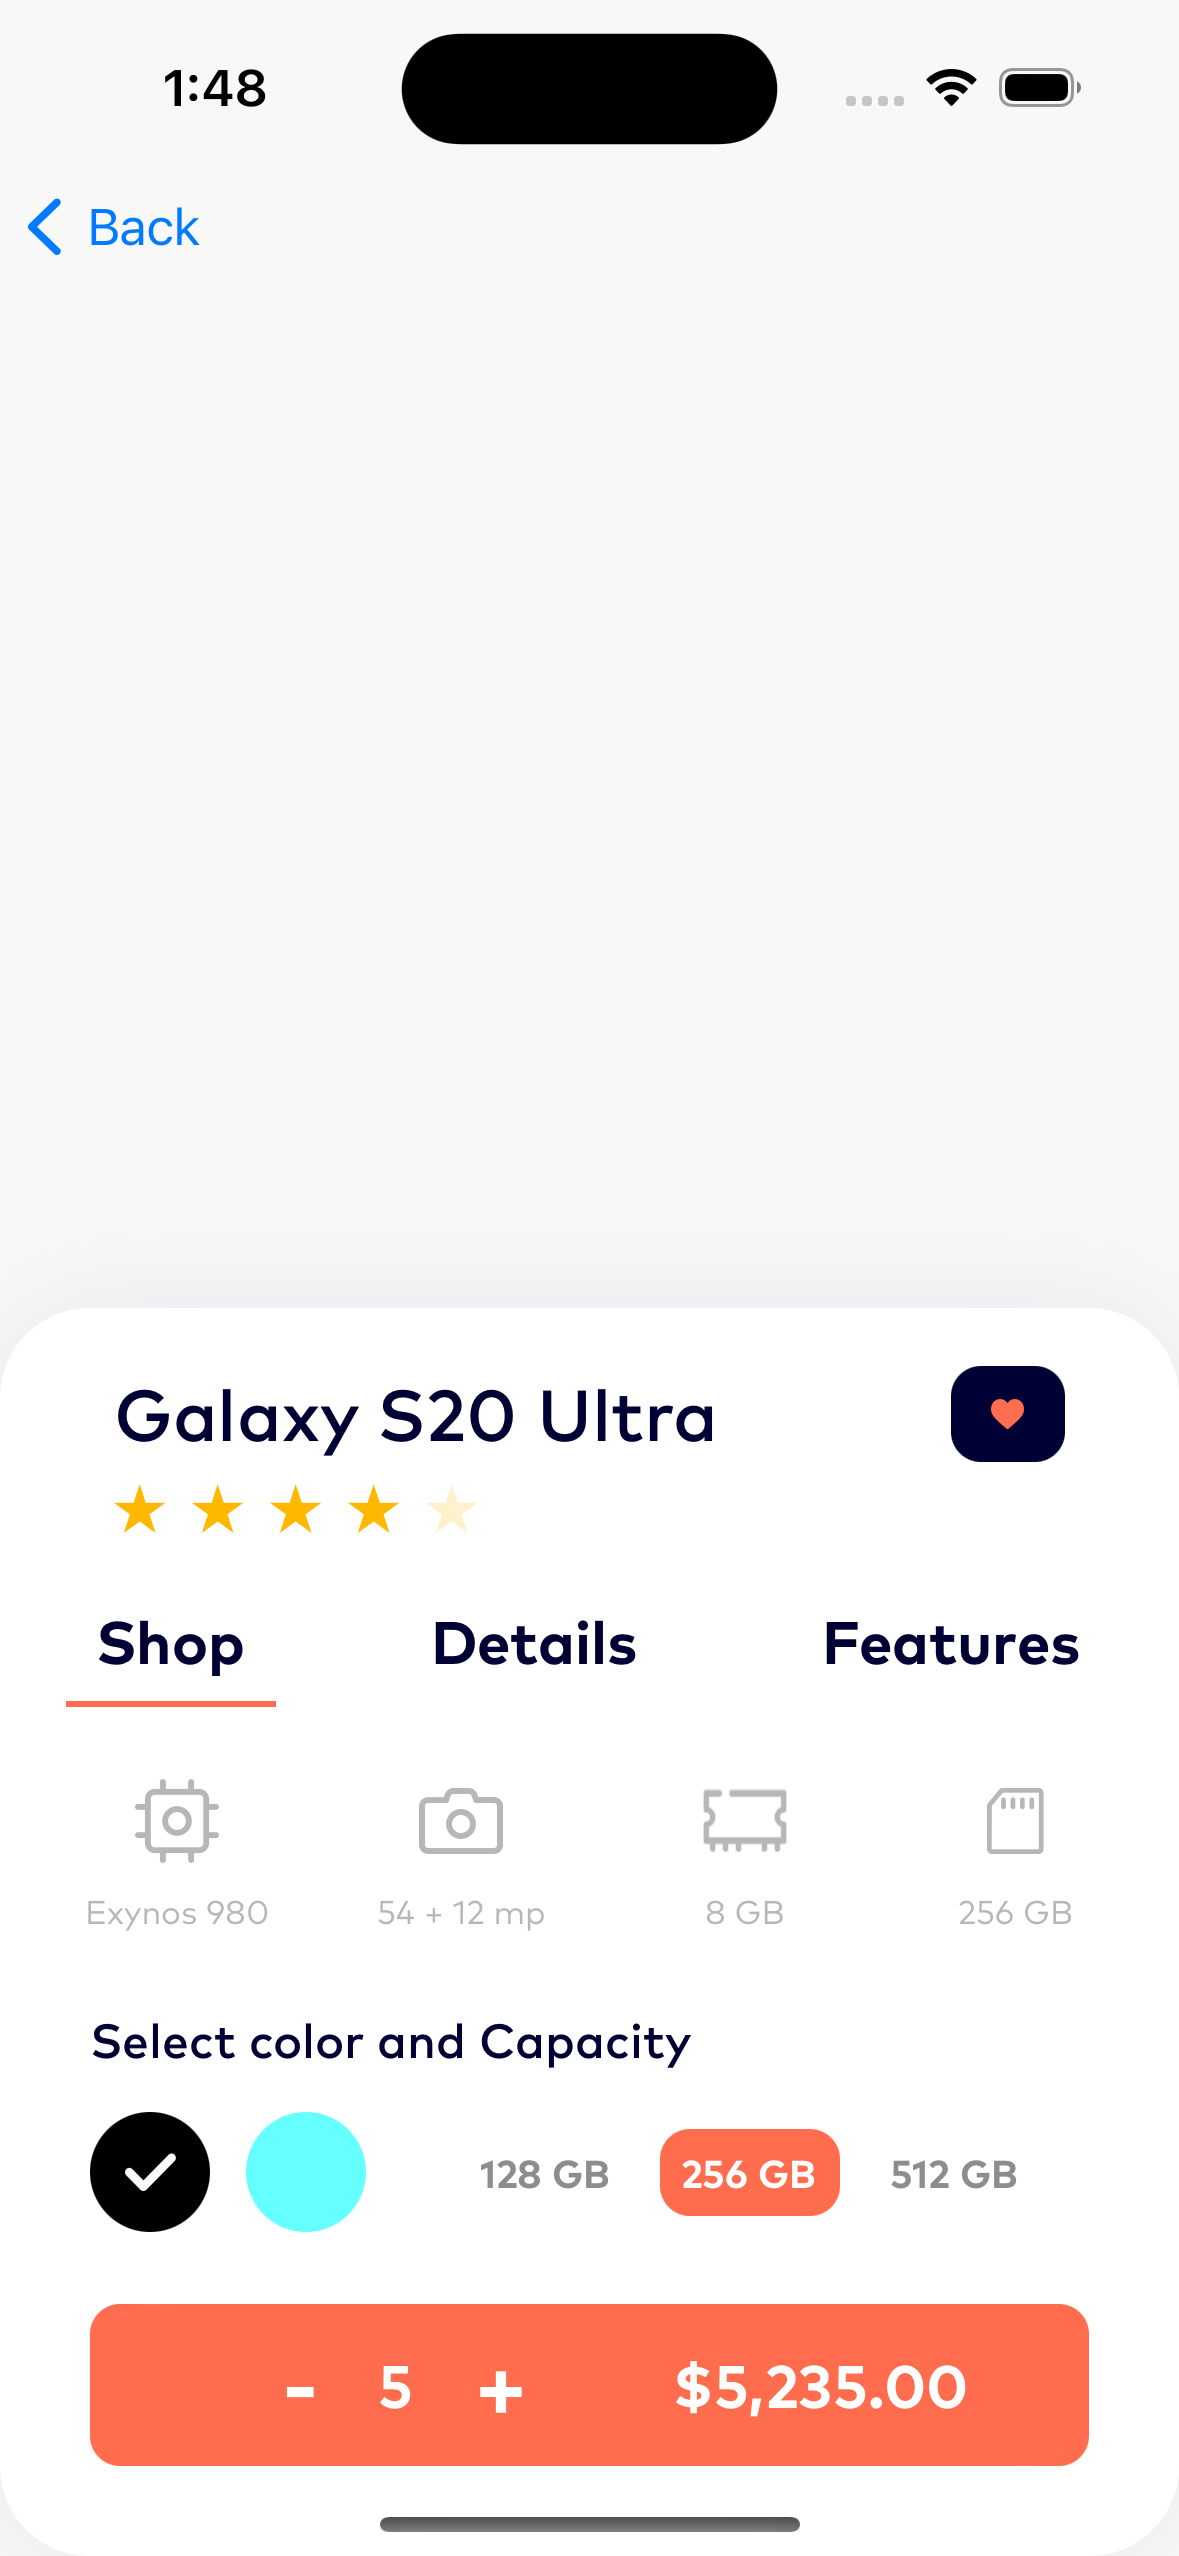 1:48
Back
Galaxy S20 Ultra
Shop Details Features
Exynos 980 54 + 12 mp 8 GB 256 GB
Select color and Capacity
128 GB 256 GB 512 GB
- 5 + $5,235.00